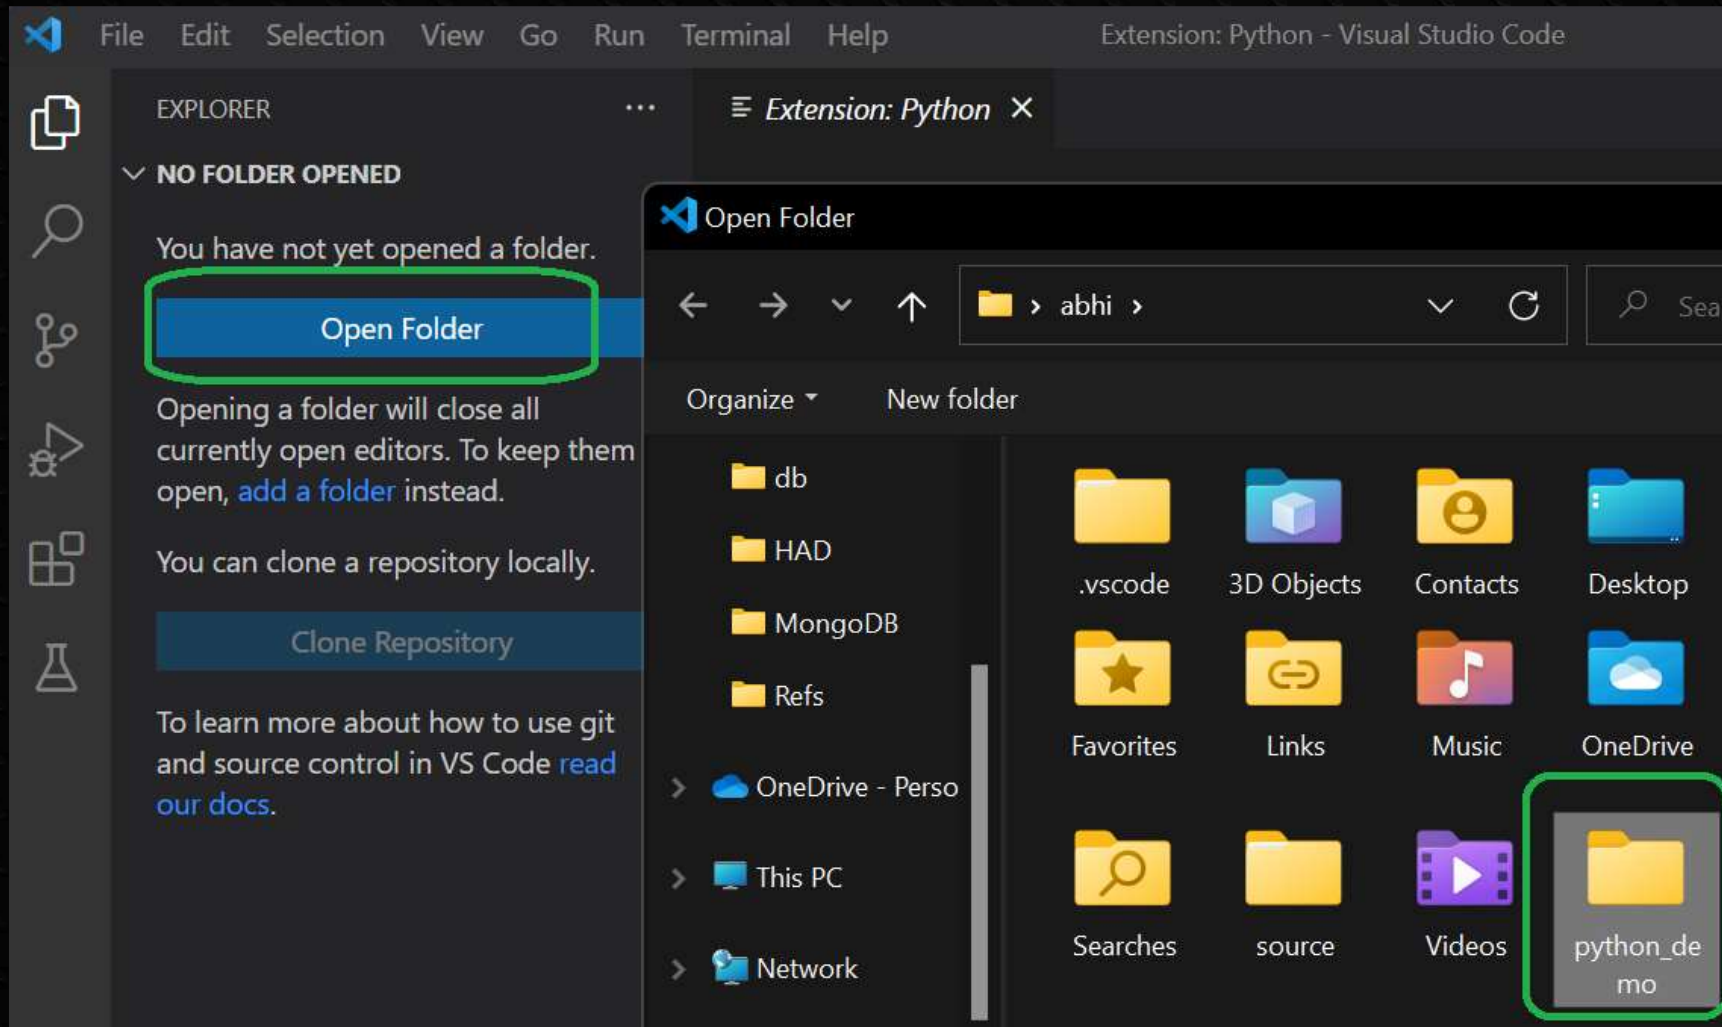 File Edit Selection View Go Run Terminal Help Extension: Python - Visual Studio Code
EXPLORER
Extension: Python
NO FOLDER OPENED
You have not yet opened a folder.
Open Folder
Opening a folder will close all
currently open editors. To keep them
open, add a folder instead.
You can clone a repository locally.
Clone Repository
To learn more about how to use git
and source control in VS Code read
our docs.
Open Folder
abhi
Sea
Organize New folder
db
HAD
MongoDB
Refs
OneDrive - Perso
This PC
Network
.vscode 3D Objects Contacts Desktop
Favorites Links Music OneDrive
Searches source Videos python_de
mo